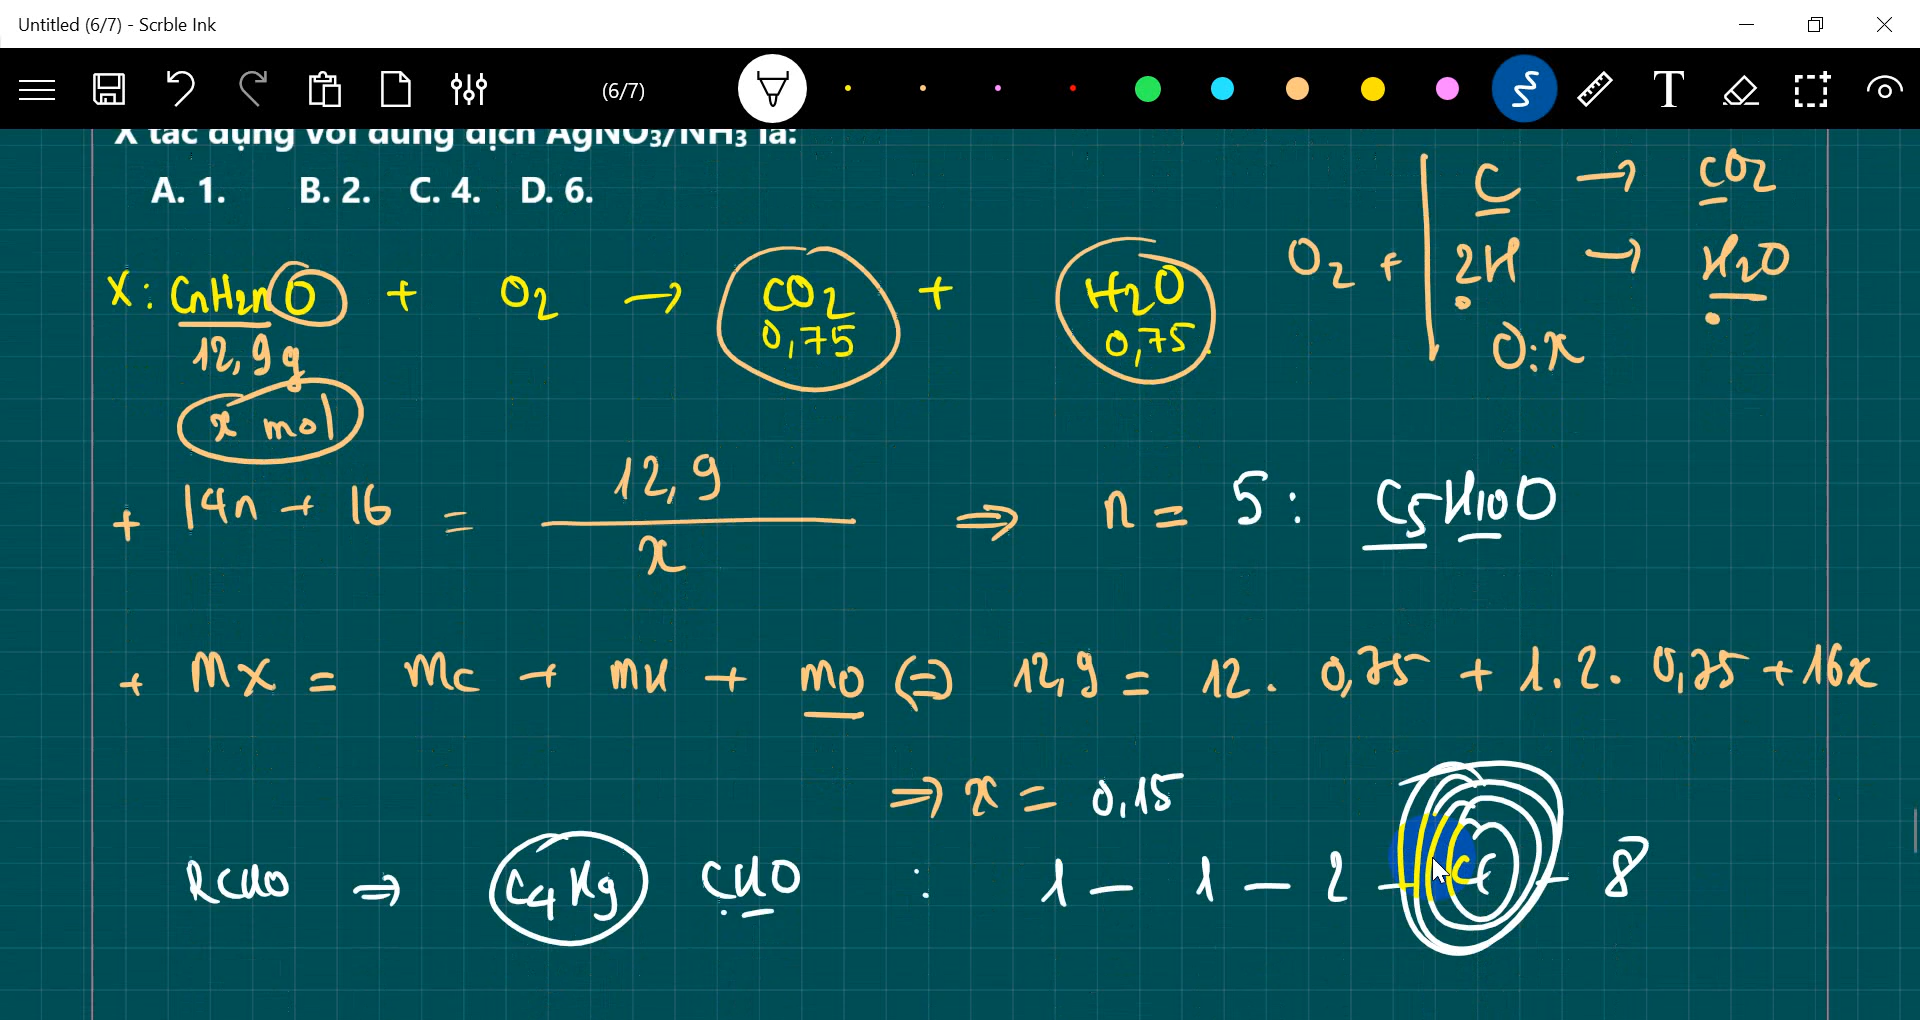 Untitled (6/7) - Scrble Ink
(6/7)
T
X tác dụng với dung dịch AgNO3/NH3 là:
A. 1. B. 2. C. 4. D. 6.
X: CnH2nO + O2 → CO2 + H2O
12,9g 0,75 0,75
x mol
O2 + C → CO2
2H → H2O
O: x
+ 14n + 16 = 12,9 / x ⇒ n = 5: C5H10O
+ mX = mC + mH + mO (=) 12,9 = 12. 0,75 + 1.2. 0,75 + 16x
⇒ x = 0,15
RCHO ⇒ C4H9 CHO : 1 - 1 - 2 - 4 - 8